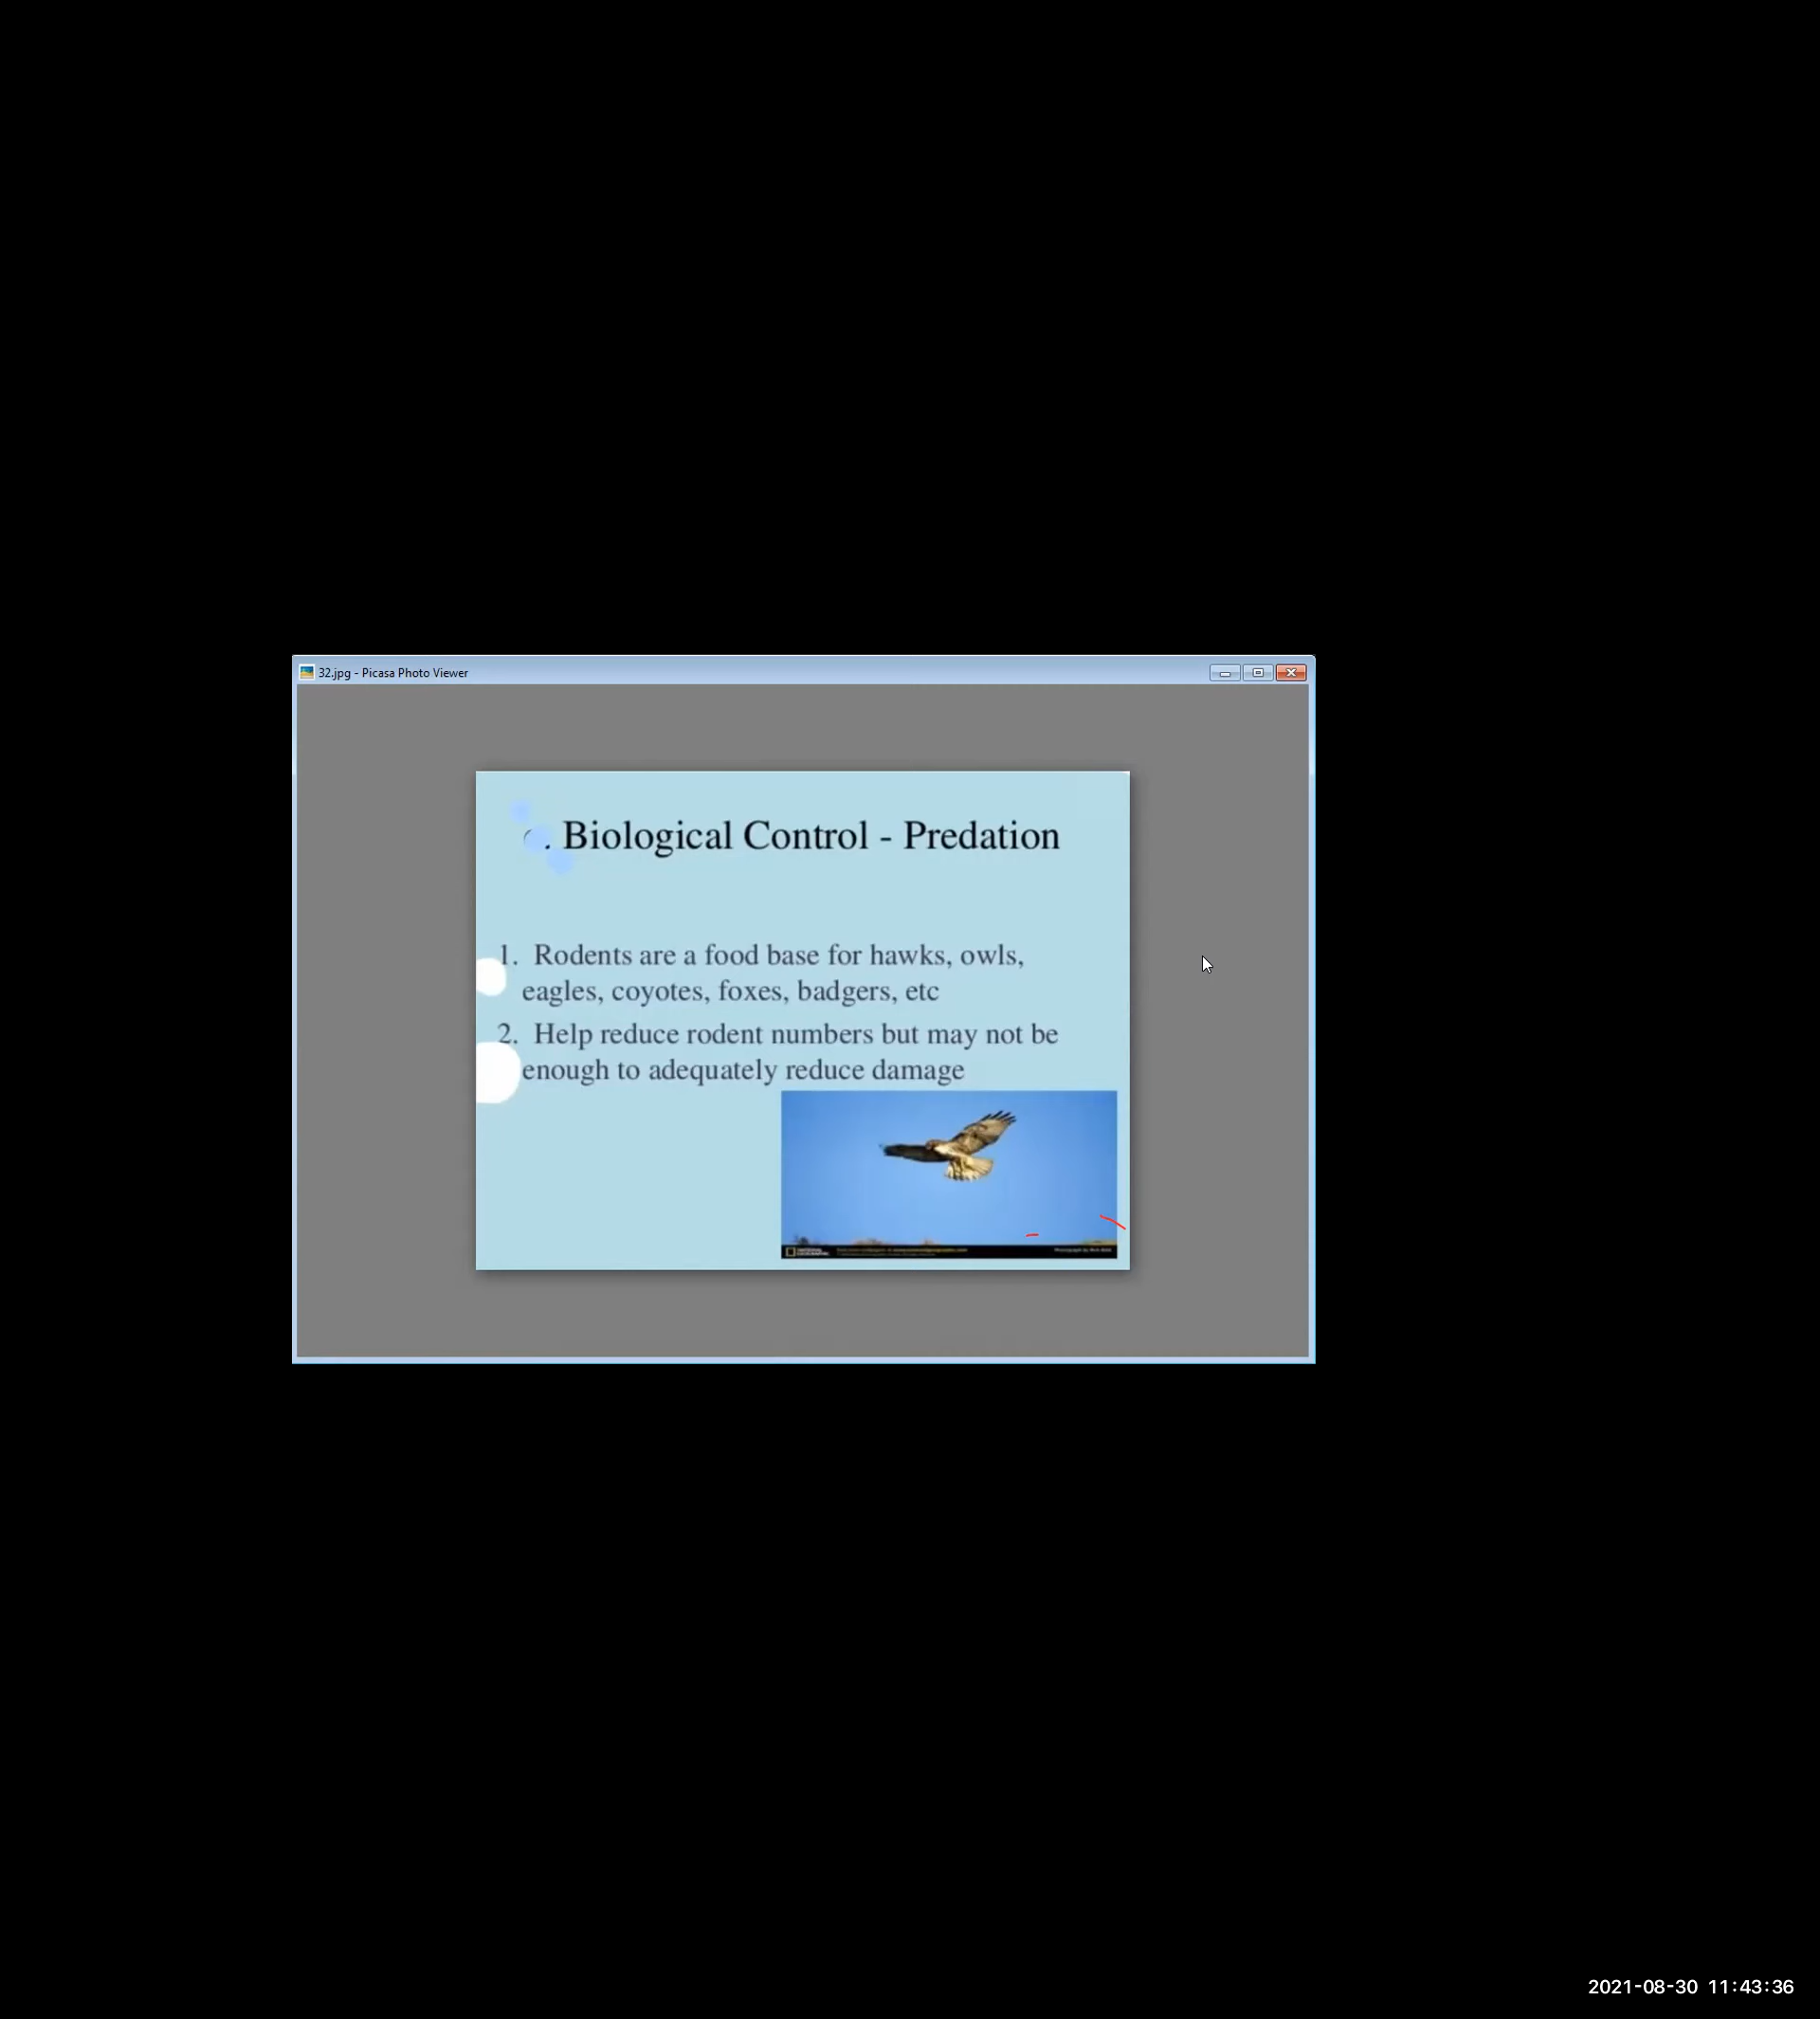 32.jpg - Picasa Photo Viewer
. Biological Control - Predation
1. Rodents are a food base for hawks, owls,
eagles, coyotes, foxes, badgers, etc
2. Help reduce rodent numbers but may not be
enough to adequately reduce damage
NATIONAL
GEOGRAPHIC
2021-08-30 11:43:36